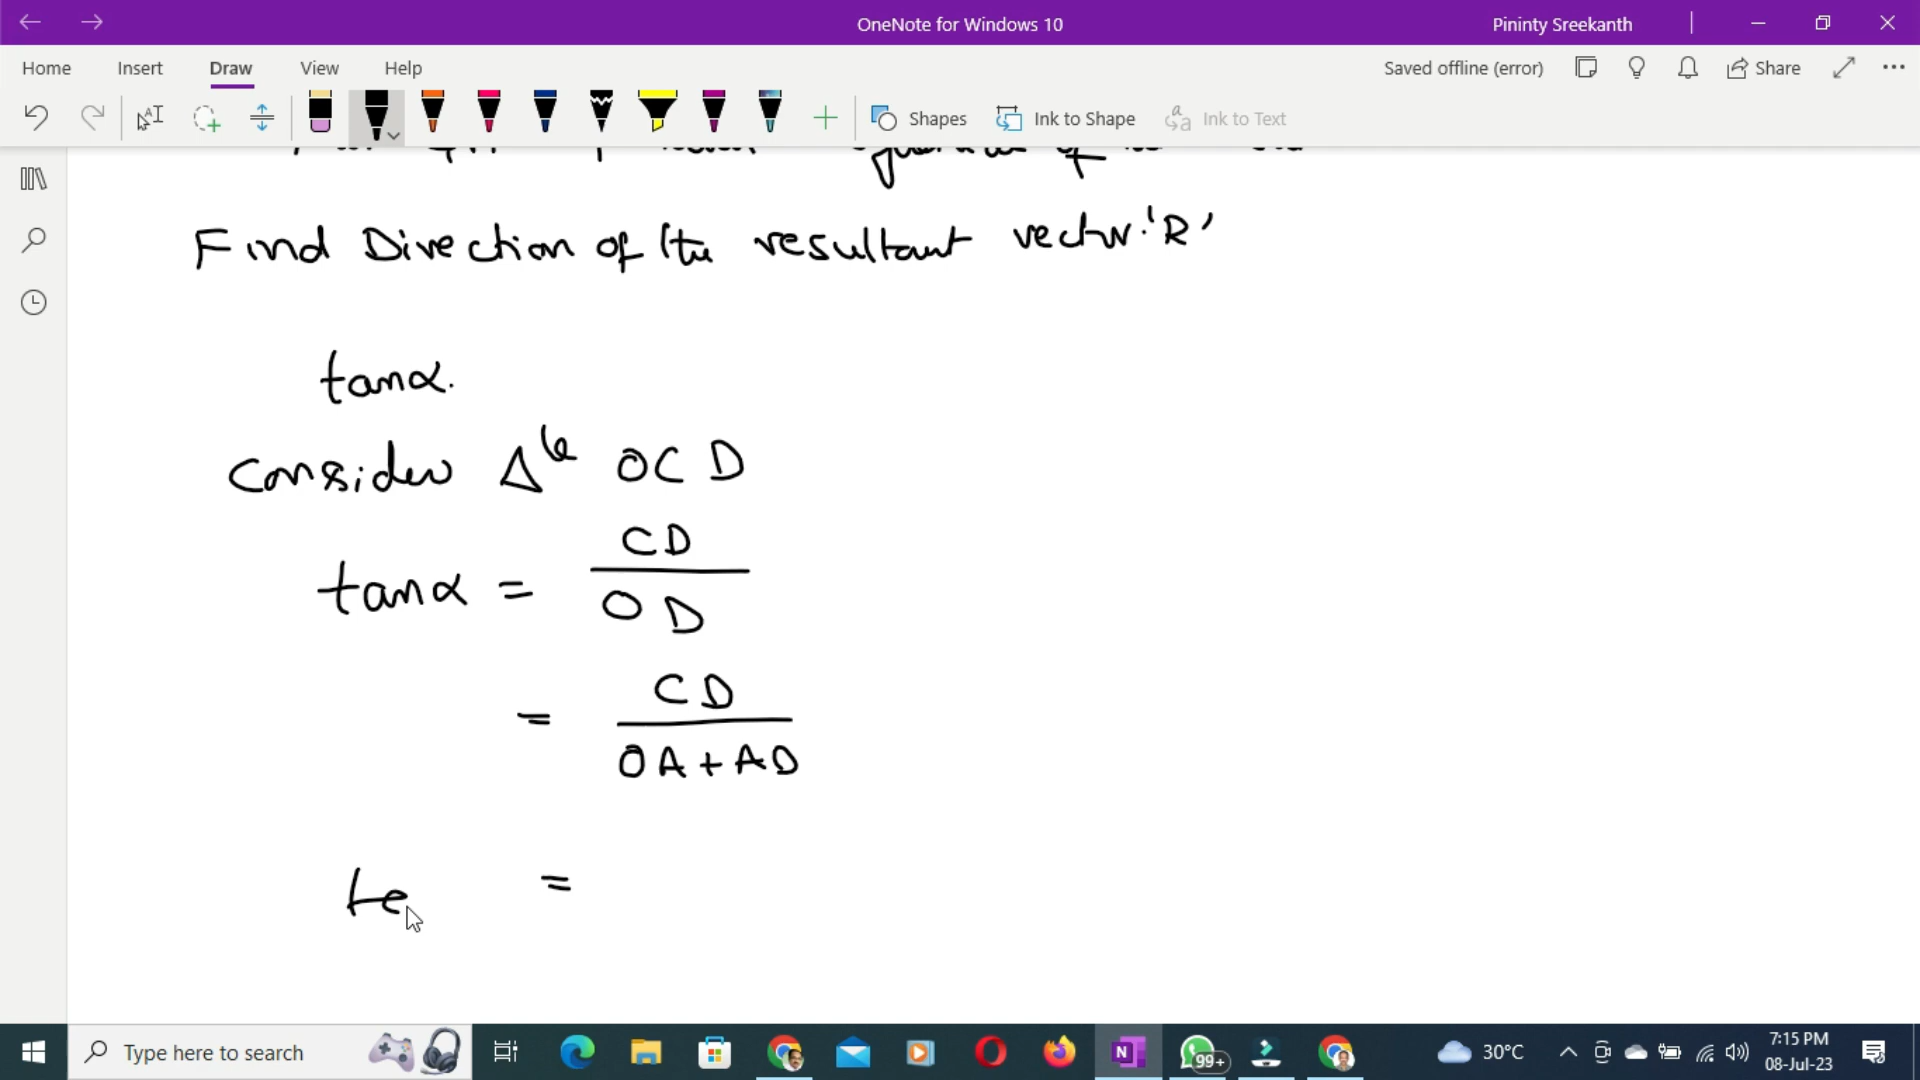 OneNote for Windows 10
Pininty Sreekanth
Home Insert Draw View Help
Saved offline (error) Share
Shapes Ink to Shape Ink to Text
Find Direction of the resultant vector 'R'
tanα.
Consider Δle OCD
tanα = CD / OD
= CD / OA + AD
=
Type here to search
99+
30°C
7:15 PM
08-Jul-23